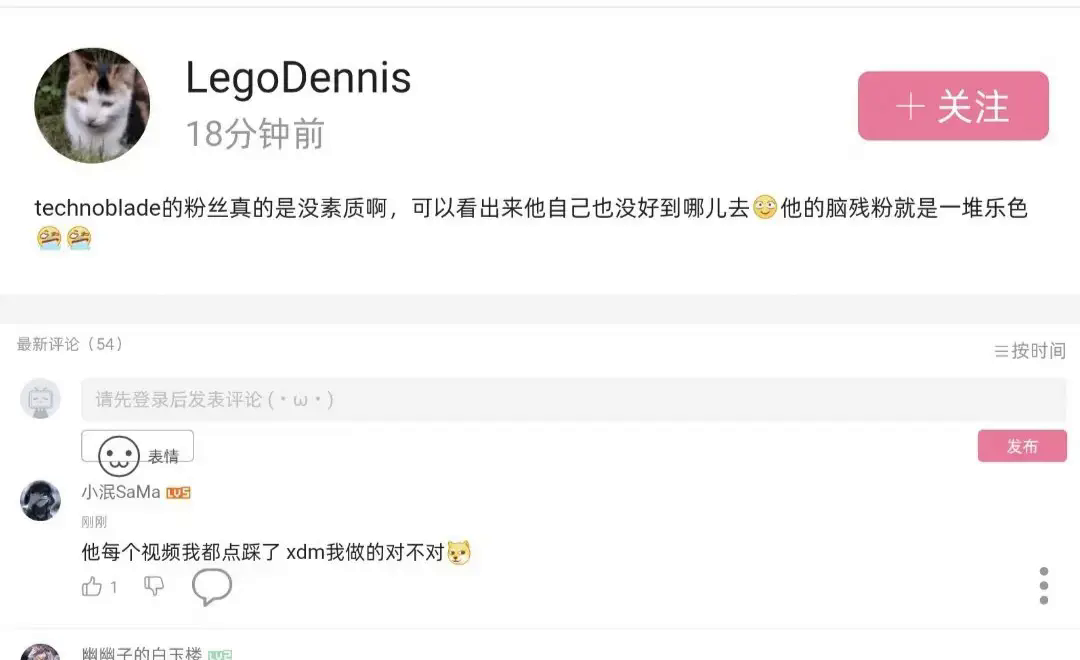 LegoDennis
18分钟前
+ 关注
technoblade的粉丝真的是没素质啊，可以看出来他自己也没好到哪儿去他的脑残粉就是一堆乐色
最新评论（54）
三按时间
请先登录后发表评论 (・ω・)
表情
发布
小泯SaMa LV5
刚刚
他每个视频我都点踩了 xdm我做的对不对
1
幽幽子的白玉楼 LV2